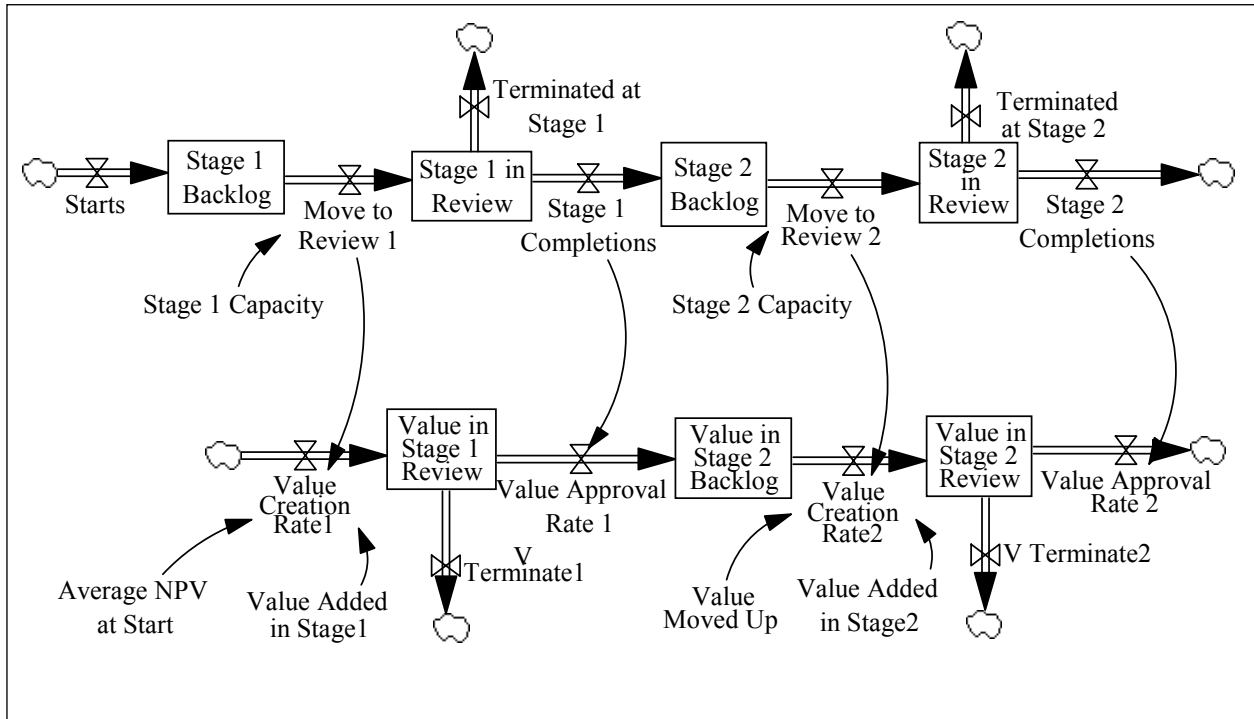 Terminated at
Stage 1
Terminated
at Stage 2
Stage 1
Backlog
Stage 1 in
Review
Stage 2
Backlog
Stage 2
in
Review
Starts
Move to
Review 1
Stage 1
Completions
Move to
Review 2
Stage 2
Completions
Stage 1 Capacity
Stage 2 Capacity
Value in
Stage 1
Review
Value in
Stage 2
Backlog
Value in
Stage 2
Review
Value
Creation
Rate1
Value Approval
Rate 1
Value
Creation
Rate2
Value Approval
Rate 2
V
Terminate1
V Terminate2
Average NPV
at Start
Value Added
in Stage1
Value
Moved Up
Value Added
in Stage2